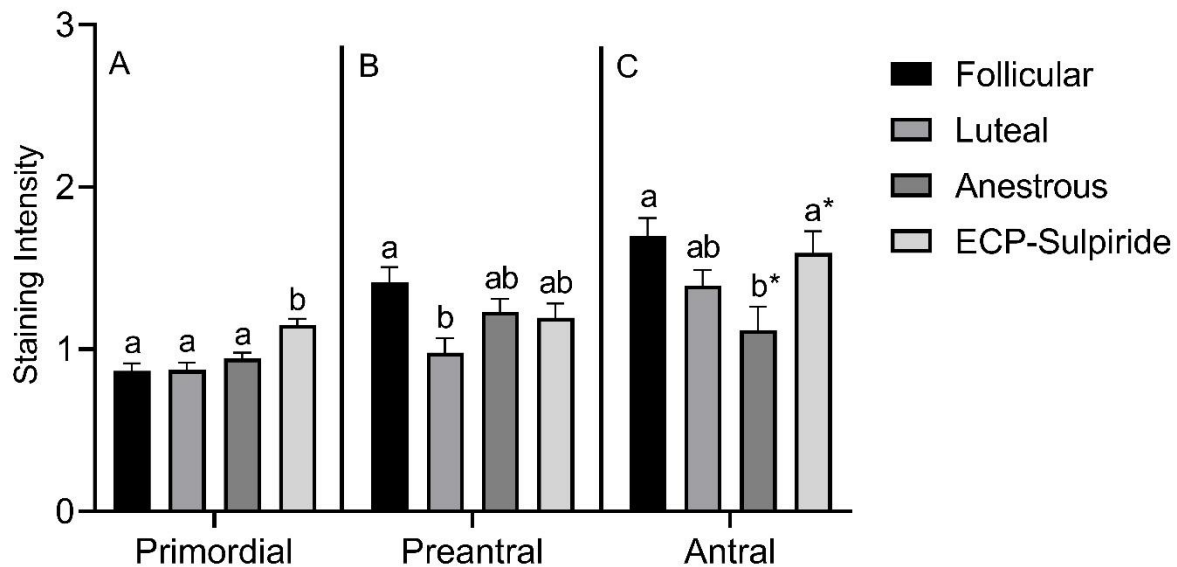 3
A
B
C
Follicular
Luteal
Anestrous
ECP-Sulpiride
Staining Intensity
2
a
a
ab
a*
b
ab
ab
b*
1
a
a
a
b
0
Primordial
Preantral
Antral